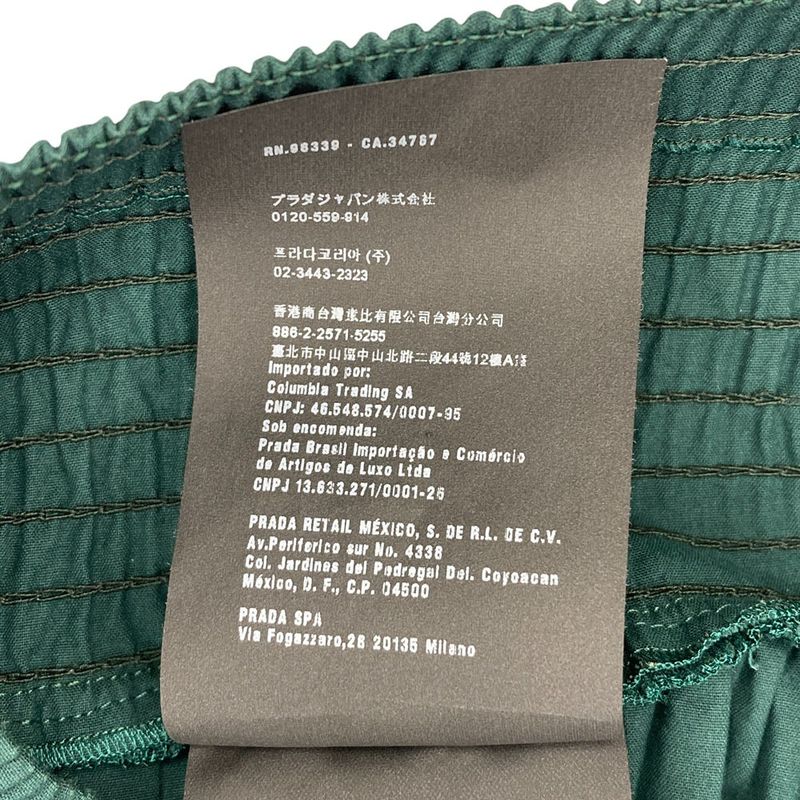 RN.98339 - CA.34767
プラダジャパン株式会社
0120-559-914
프라다코리아 (주)
02-3443-2323
香港商台灣崑比有限公司台灣分公司
886-2-2571-5255
臺北市中山區中山北路二段44號12樓A活
Importado por:
Columbia Trading SA
CNPJ: 46.548.574/0007-95
Sob encomenda:
Prada Brasil Importação e Comércio
de Artigos de Luxo Ltda
CNPJ 13.633.271/0001-26
PRADA RETAIL MÉXICO, S. DE R.L. DE C.V.
Av.Periferico sur No. 4338
Col. Jardines del Pedregal Del. Coyoacan
México, D. F., C.P. 04500
PRADA SPA
Via Fogazzaro,28 20135 Milano